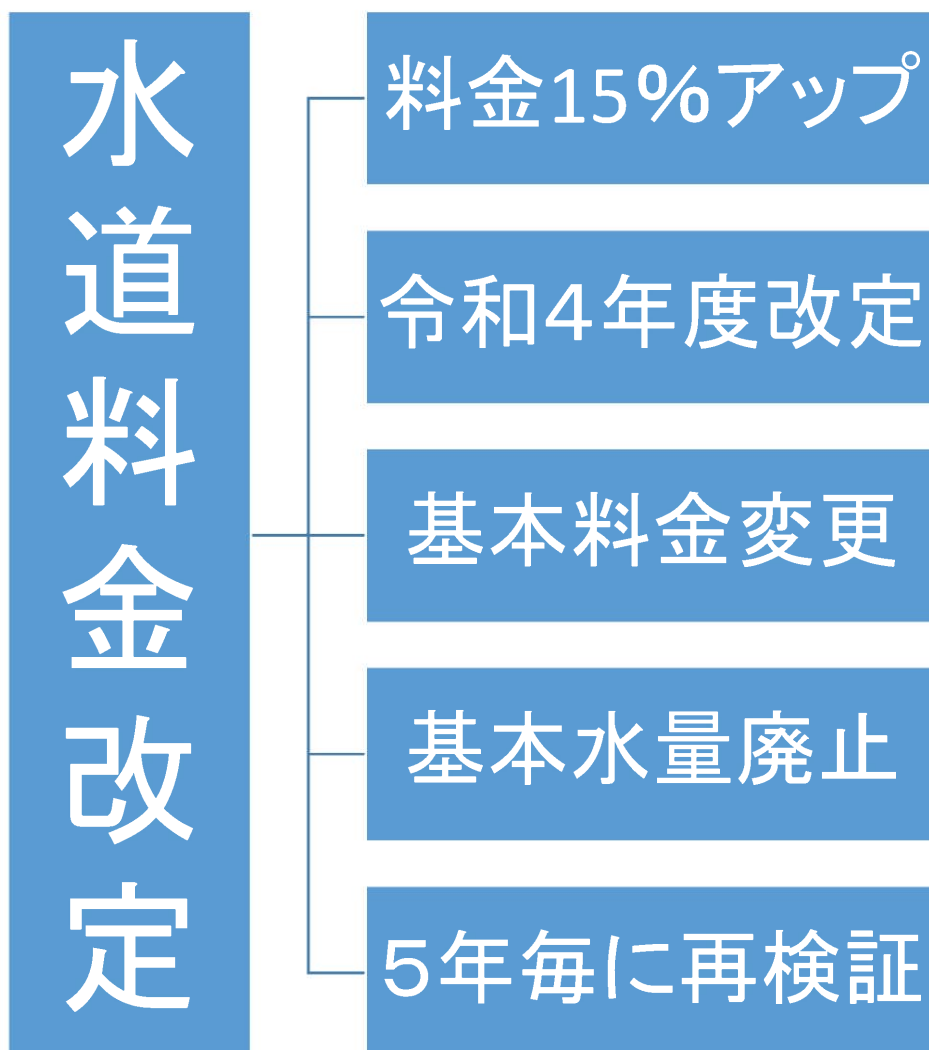 水道料金改定
料金15%アップ
令和4年度改定
基本料金変更
基本水量廃止
5年毎に再検証